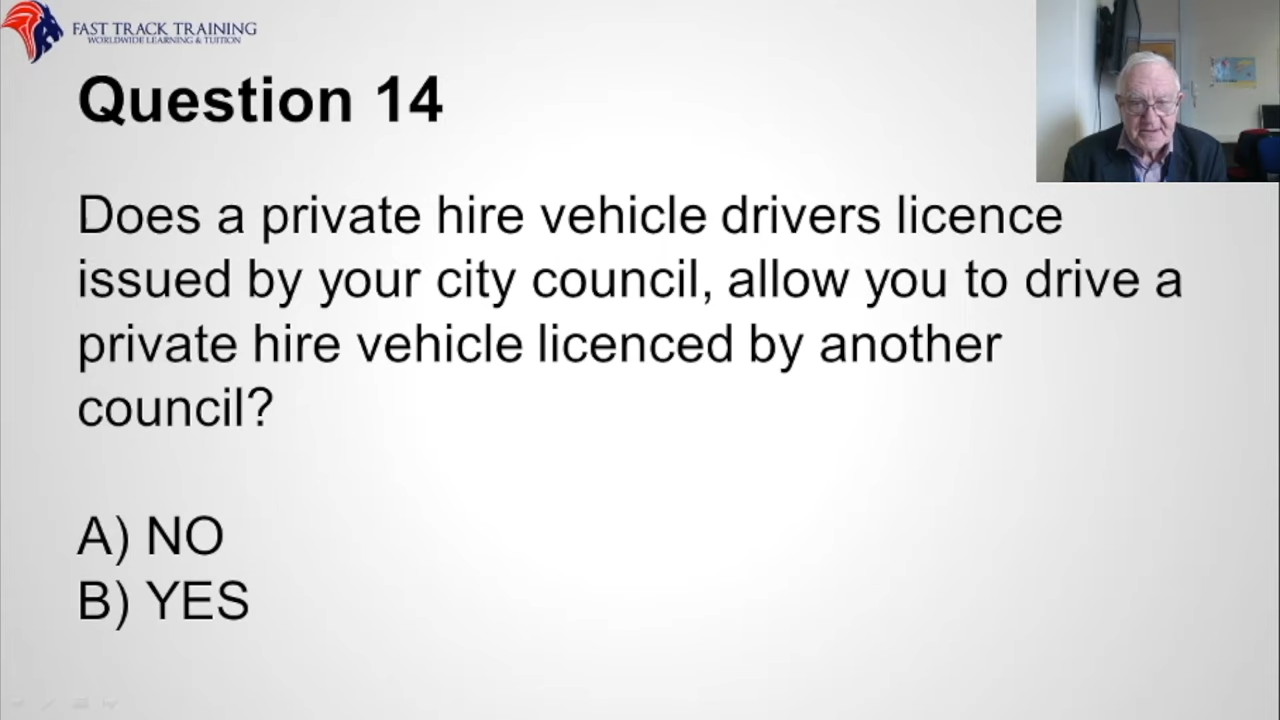 FAST TRACK TRAINING
WORLDWIDE LEARNING & TUITION
Question 14
Does a private hire vehicle drivers licence
issued by your city council, allow you to drive a
private hire vehicle licenced by another
council?
A) NO
B) YES